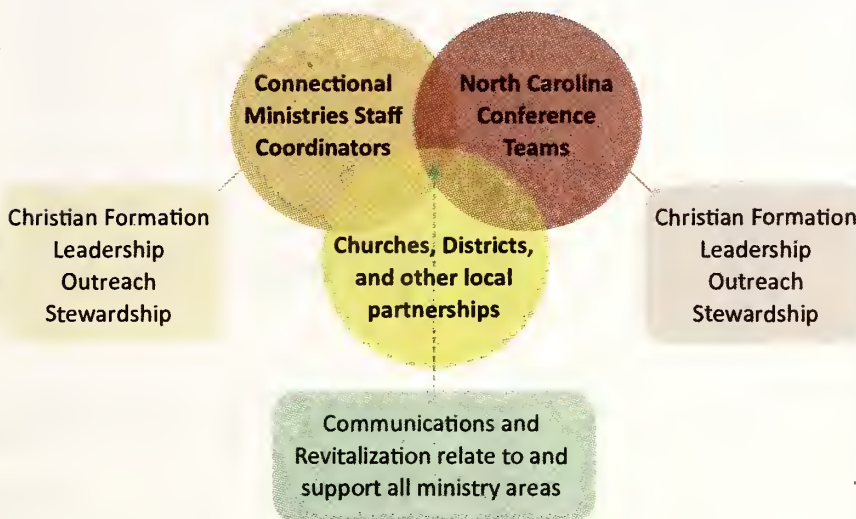 Connectional
Ministries Staff
Coordinators
North Carolina
Conference
Teams
Christian Formation
Leadership
Outreach
Stewardship
Churches, Districts,
and other local
partnerships
Christian Formation
Leadership
Outreach
Stewardship
Communications and
Revitalization relate to and
support all ministry areas